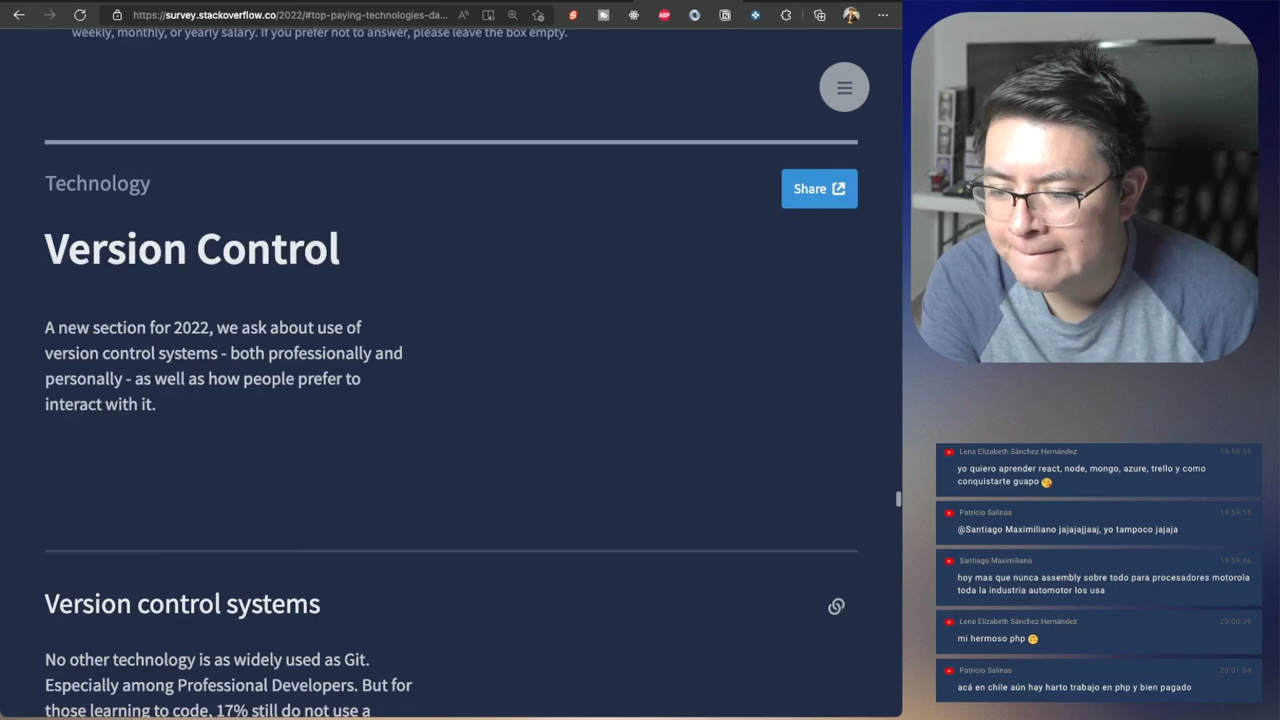 https://survey.stackoverflow.co/2022/#top-paying-technologies-da...
weekly, monthly, or yearly salary. If you prefer not to answer, please leave the box empty.
Technology
Share
Version Control
A new section for 2022, we ask about use of
version control systems - both professionally and
personally - as well as how people prefer to
interact with it.
Version control systems
No other technology is as widely used as Git.
Especially among Professional Developers. But for
those learning to code, 17% still do not use a
Lena Elizabeth Sánchez Hernández
yo quiero aprender react, node, mongo, azure, trello y como
conquistarte guapo
Patricio Salinas 19:59:15
@Santiago Maximiliano jajajajjaaj, yo tampoco jajaja
Santiago Maximiliano 19:59:46
hoy mas que nunca assembly sobre todo para procesadores motorola
toda la industria automotor los usa
Lena Elizabeth Sánchez Hernández
mi hermoso php
Patricio Salinas
acá en chile aún hay harto trabajo en php y bien pagado